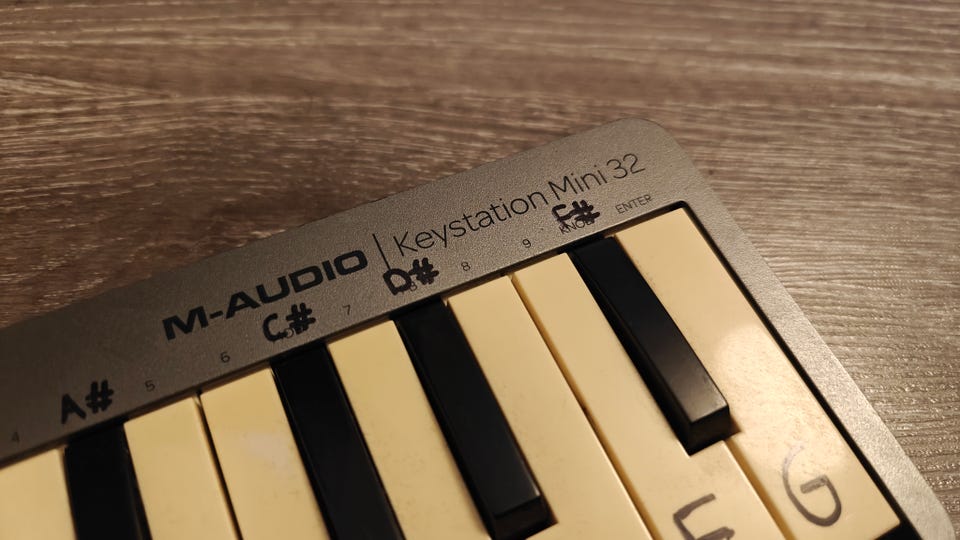 M-AUDIO | Keystation Mini 32
A# C# D# F#
4 5 6 7 8 9 KNOB ENTER
F G